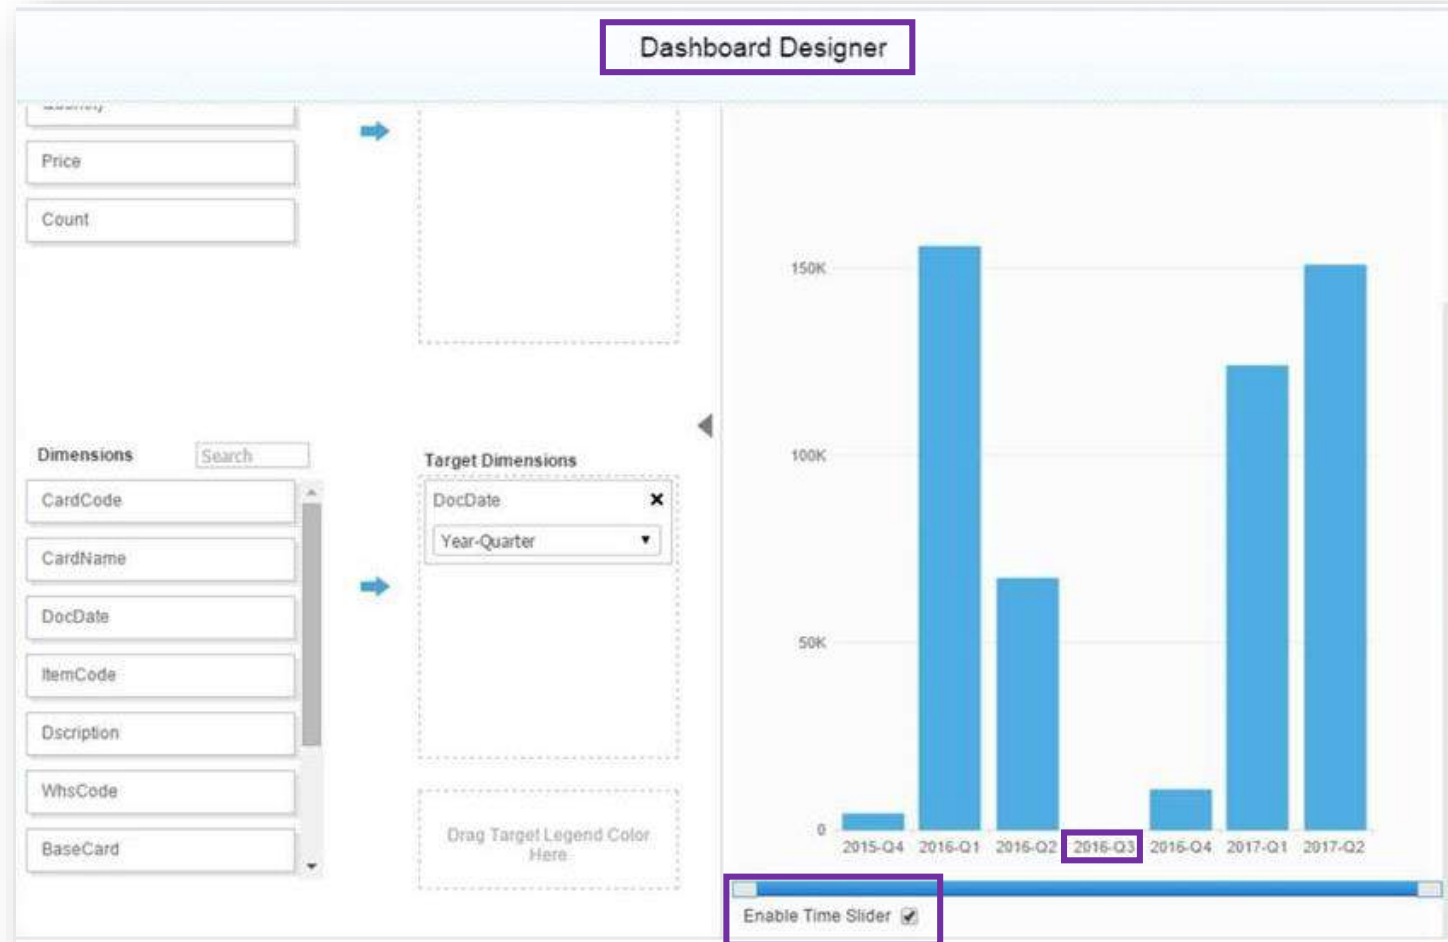 Dashboard Designer
Price
Count
Dimensions
Search
CardCode
CardName
DocDate
ItemCode
Dscription
WhsCode
BaseCard
Target Dimensions
DocDate
Year-Quarter
Drag Target Legend Color
Here
150K
100K
50K
0
2015-Q4 2016-Q1 2016-Q2 2016-Q3 2016-Q4 2017-Q1 2017-Q2
Enable Time Slider